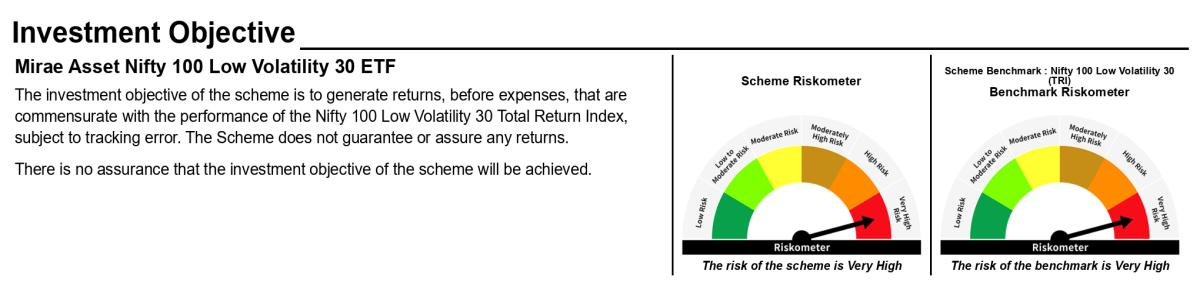 Investment Objective
Mirae Asset Nifty 100 Low Volatility 30 ETF
The investment objective of the scheme is to generate returns, before expenses, that are
commensurate with the performance of the Nifty 100 Low Volatility 30 Total Return Index,
subject to tracking error. The Scheme does not guarantee or assure any returns.
There is no assurance that the investment objective of the scheme will be achieved.
Scheme Riskometer
Low Risk
Low to
Moderate Risk
Moderate Risk
Moderately
High Risk
High Risk
Very High
Risk
Riskometer
The risk of the scheme is Very High
Scheme Benchmark : Nifty 100 Low Volatility 30
(TRI)
Benchmark Riskometer
Low Risk
Low to
Moderate Risk
Moderate Risk
Moderately
High Risk
High Risk
Very High
Risk
Riskometer
The risk of the benchmark is Very High